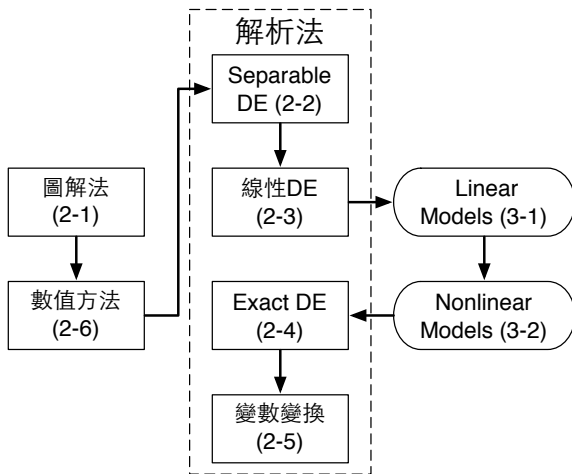 解析法
Separable
DE (2-2)
圖解法
(2-1)
線性DE
(2-3)
Linear
Models (3-1)
數值方法
(2-6)
Exact DE
(2-4)
Nonlinear
Models (3-2)
變數變換
(2-5)